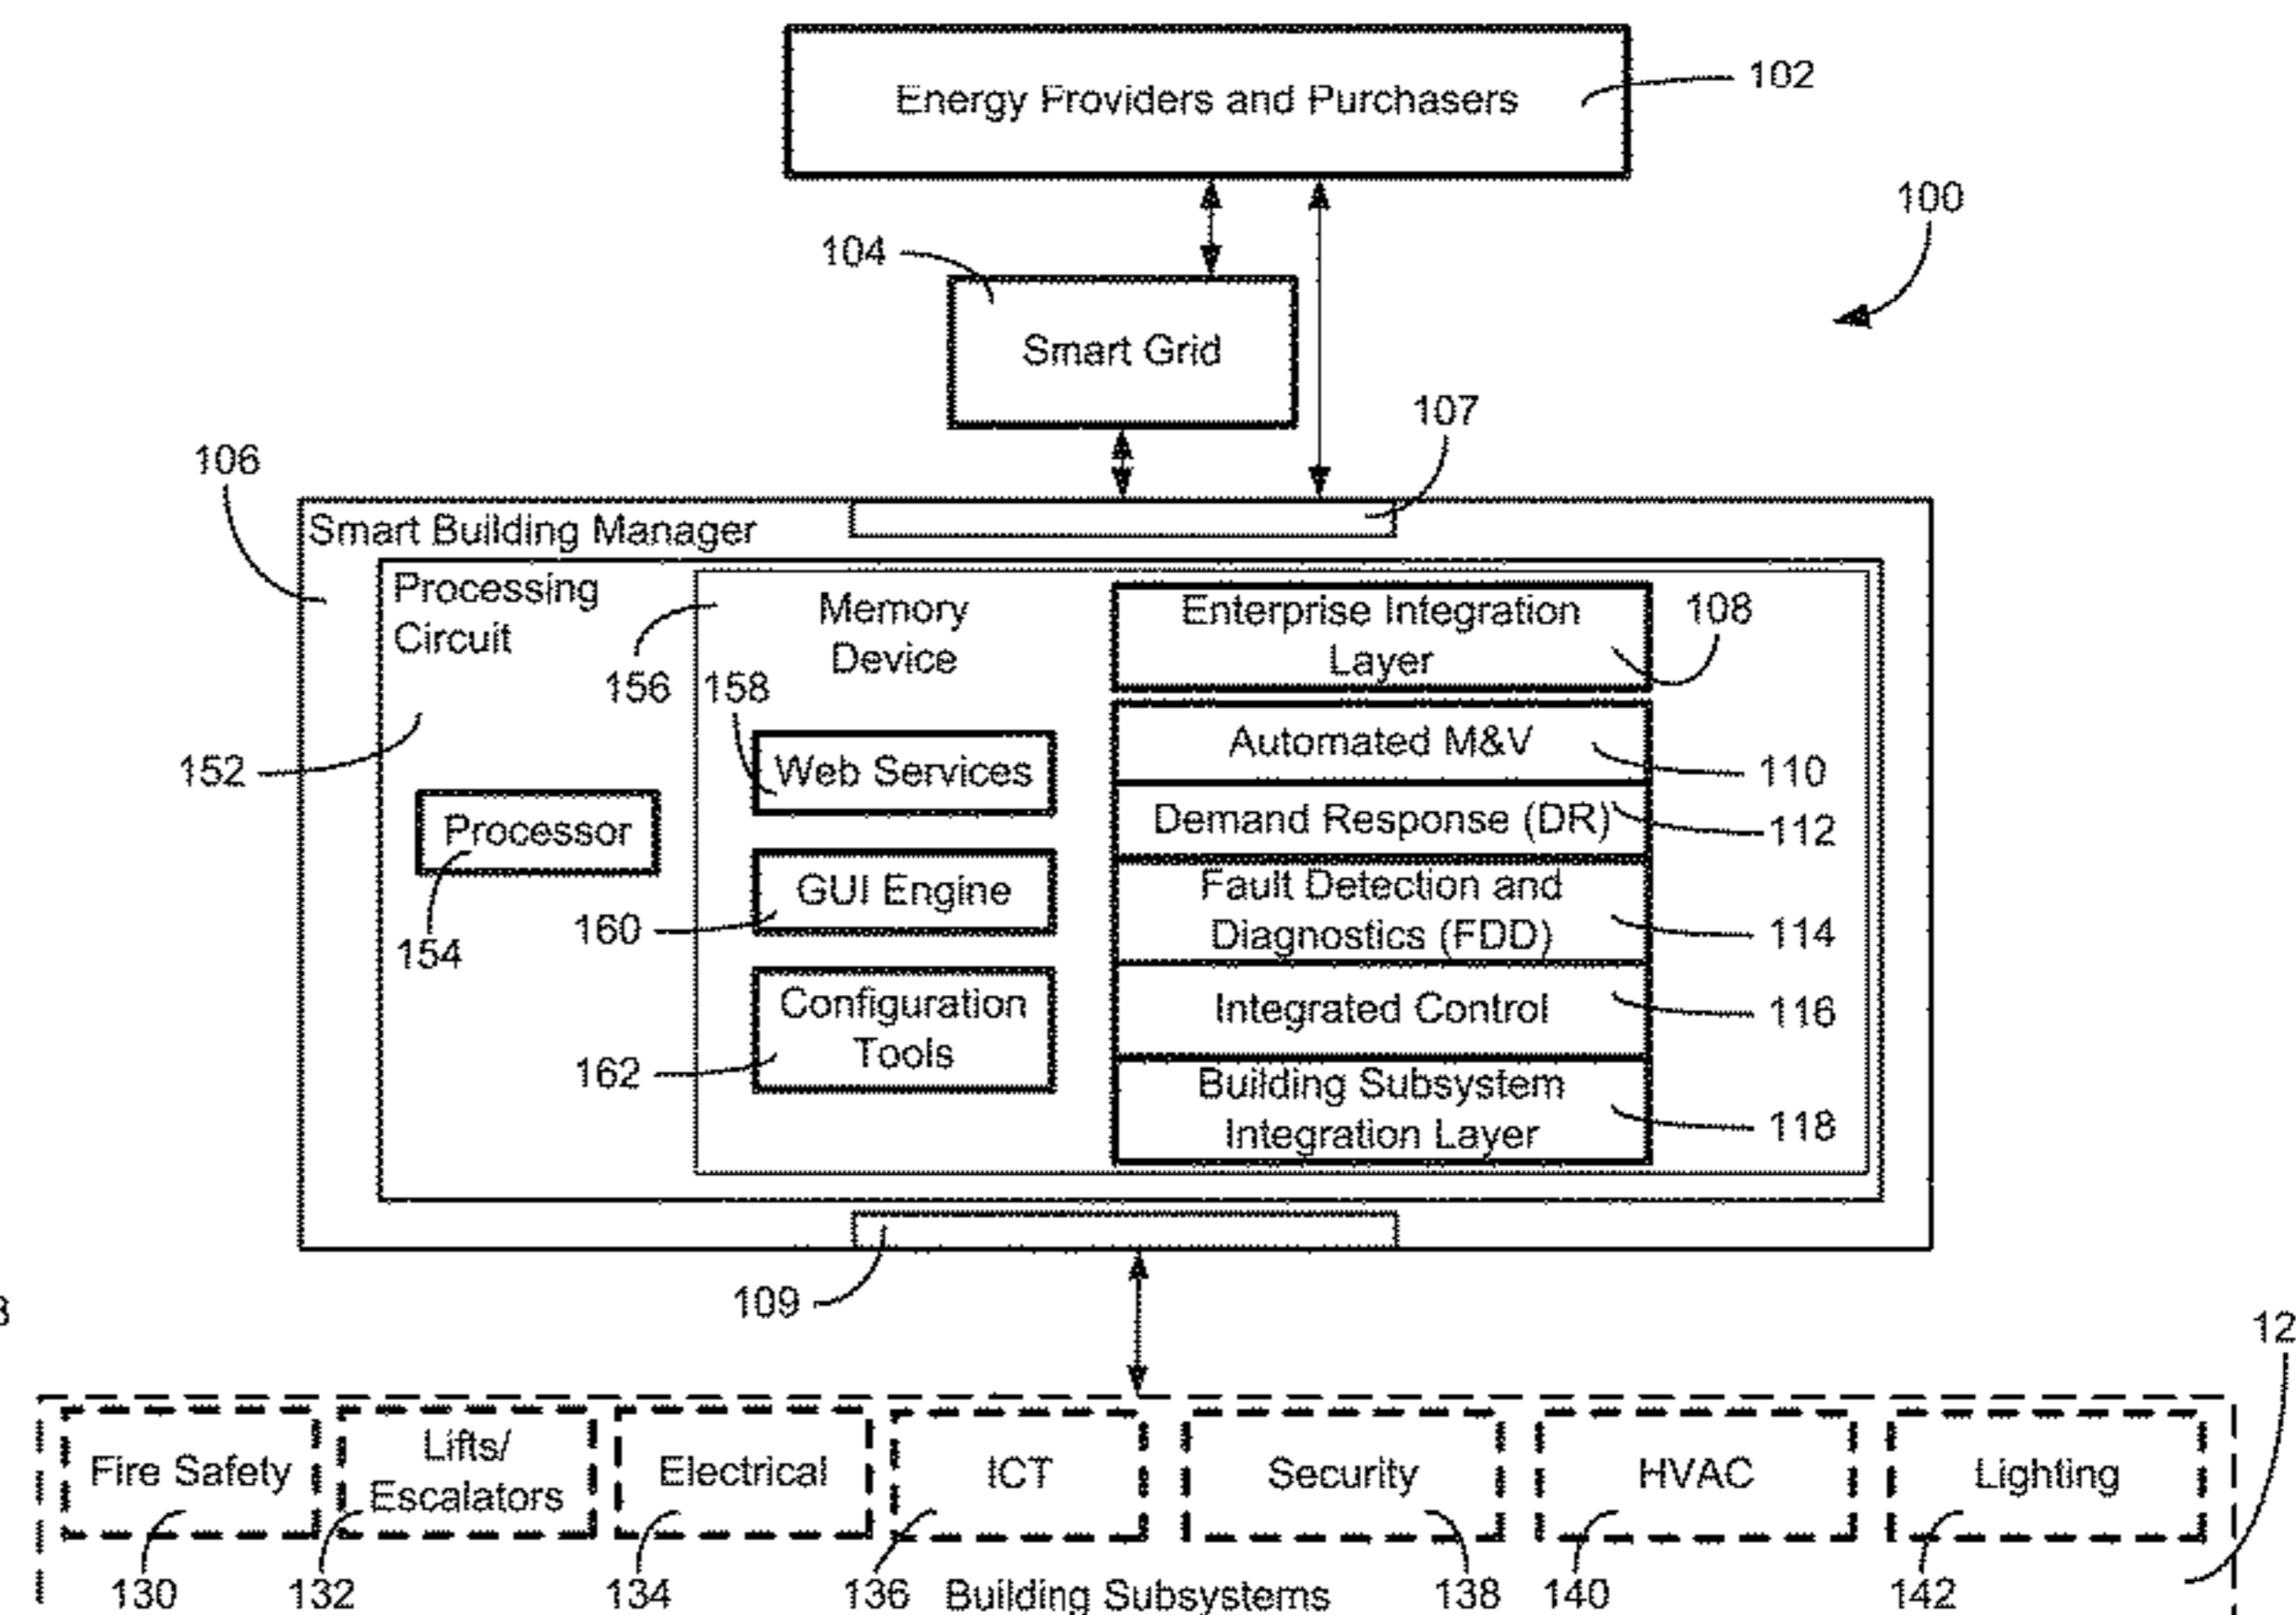 Energy Providers and Purchasers
102
100
104
Smart Grid
107
106
Smart Building Manager
Processing
Circuit
Memory
Device
Enterprise Integration
Layer
108
156
158
152
Web Services
Automated M&V
110
Processor
Demand Response (DR)
112
154
GUI Engine
160
Fault Detection and
Diagnostics (FDD)
114
Configuration
Tools
162
Integrated Control
116
Building Subsystem
Integration Layer
118
109
12
Fire Safety
Lifts/
Escalators
Electrical
ICT
Security
HVAC
Lighting
130
132
134
136
Building Subsystems
138
140
142